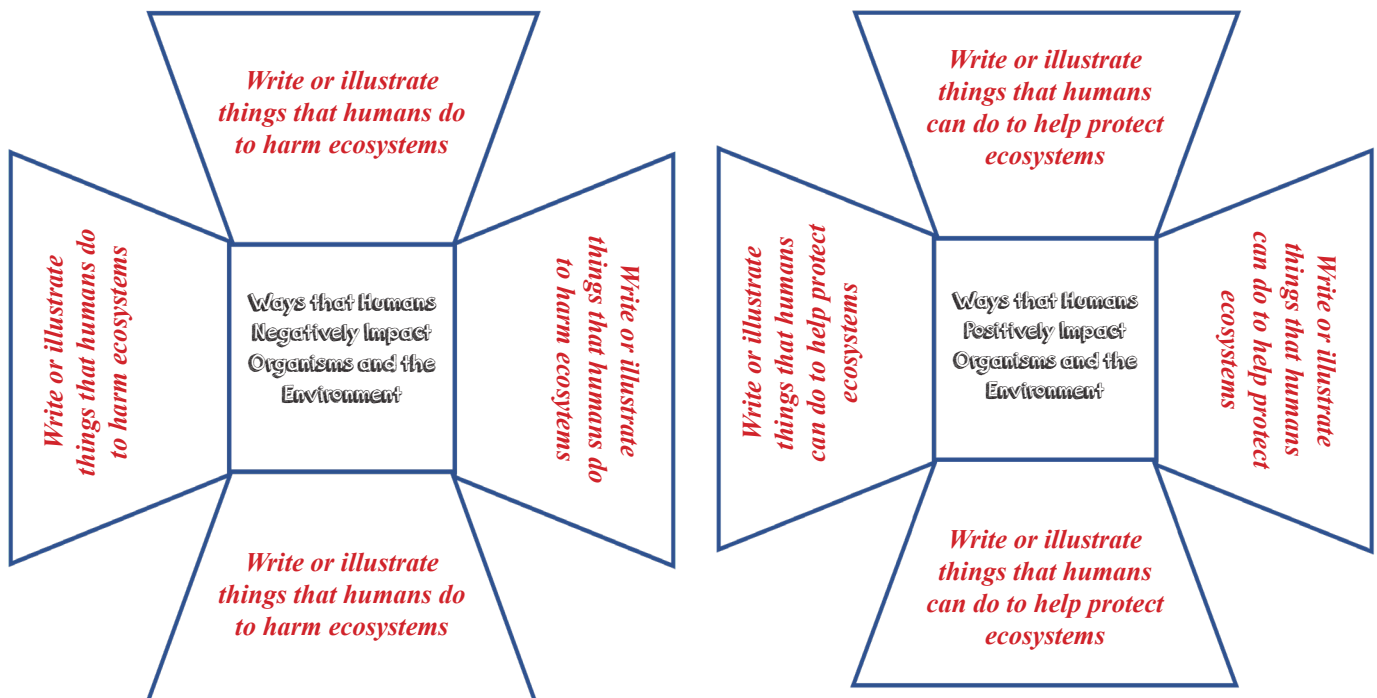 Write or illustrate
things that humans do
to harm ecosystems
Write or illustrate
things that humans do
to harm ecosystems
Ways that Humans
Negatively Impact
Organisms and the
Environment
Write or illustrate
things that humans do
to harm ecosytems
Write or illustrate
things that humans do
to harm ecosystems
Write or illustrate
things that humans
can do to help protect
ecosystems
Write or illustrate
things that humans
can do to help protect
ecosystems
Ways that Humans
Positively Impact
Organisms and the
Environment
Write or illustrate
things that humans
can do to help protect
ecosystems
Write or illustrate
things that humans
can do to help protect
ecosystems